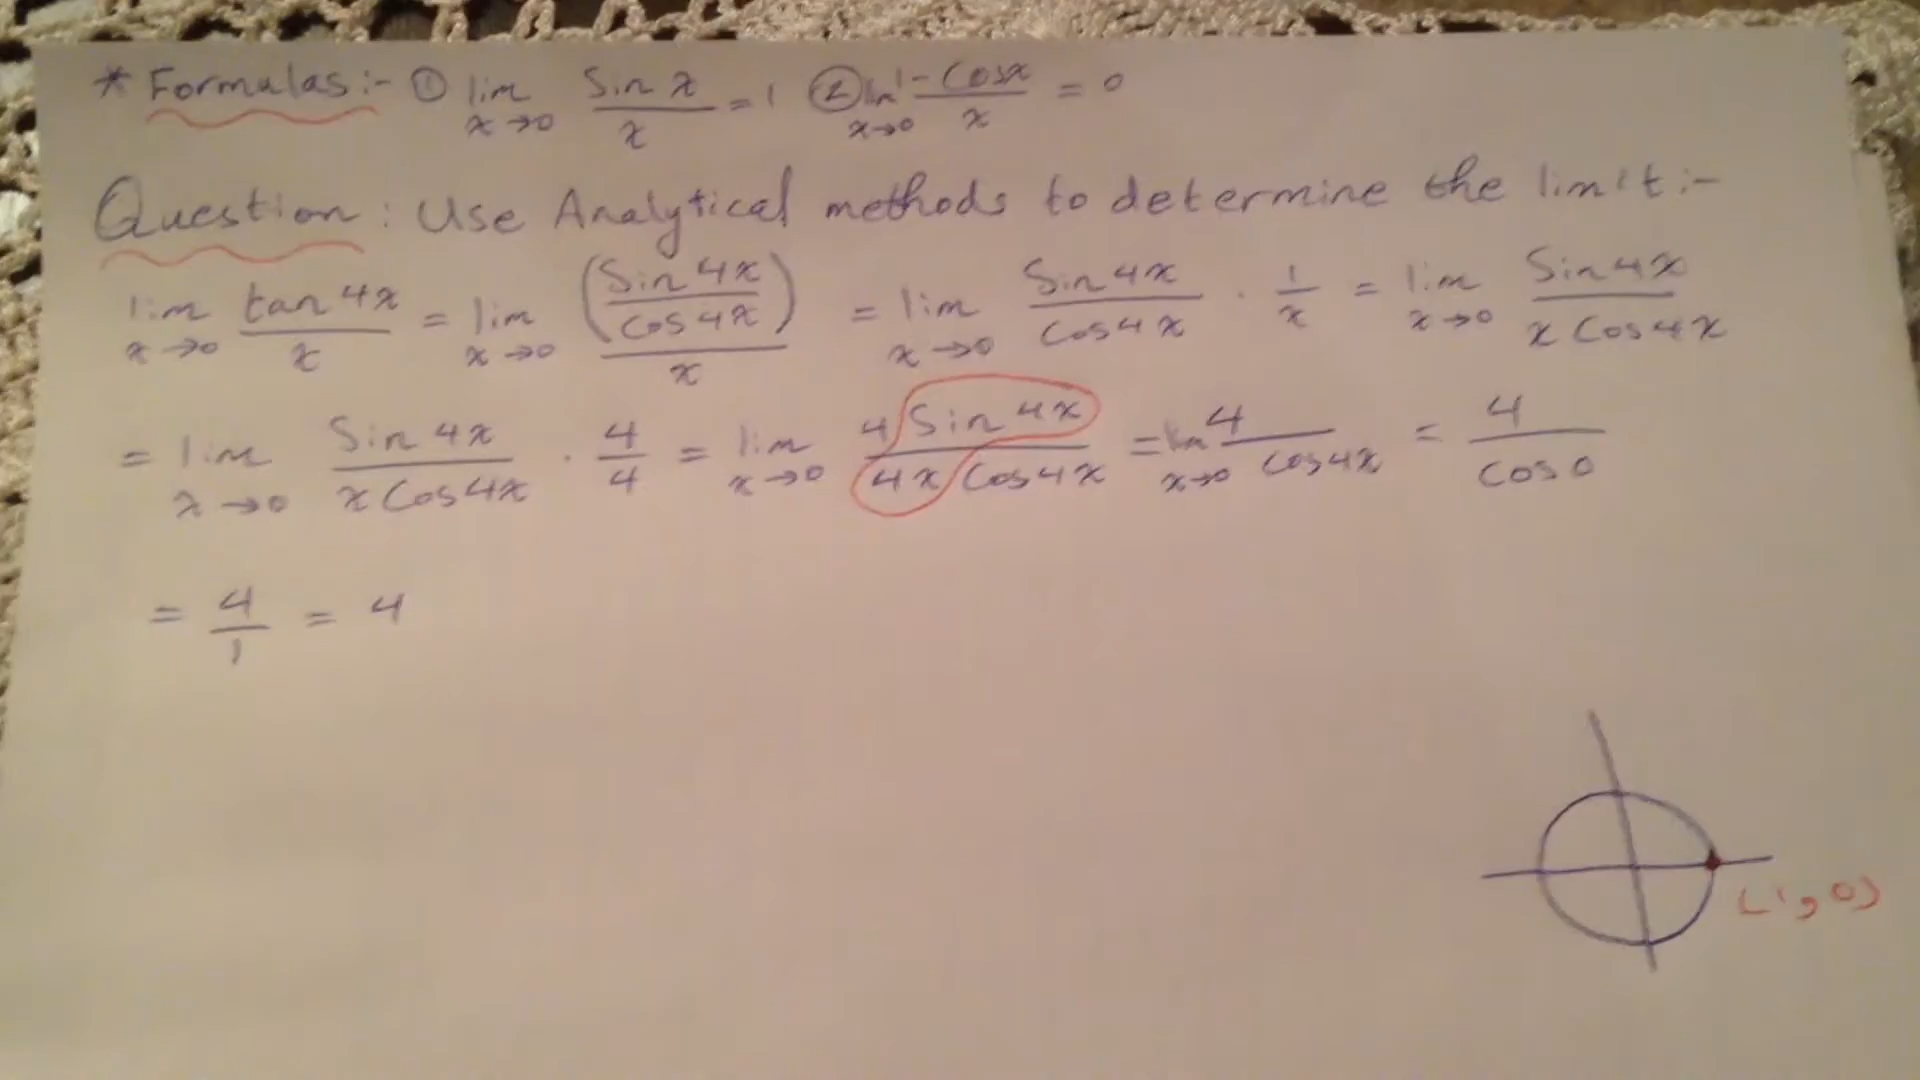 * Formulas:- ① lim x→0 sin x / x = 1 ② lim x→0 1 - cos x / x = 0
Question: Use Analytical methods to determine the limit:-
lim x→0 tan 4x / x = lim x→0 (sin 4x / cos 4x) / x = lim x→0 sin 4x / cos 4x · 1 / x = lim x→0 sin 4x / x cos 4x
= lim x→0 sin 4x / x cos 4x · 4 / 4 = lim x→0 4 sin 4x / 4x cos 4x = lim x→0 4 / cos 4x = 4 / cos 0
= 4 / 1 = 4
(1, 0)